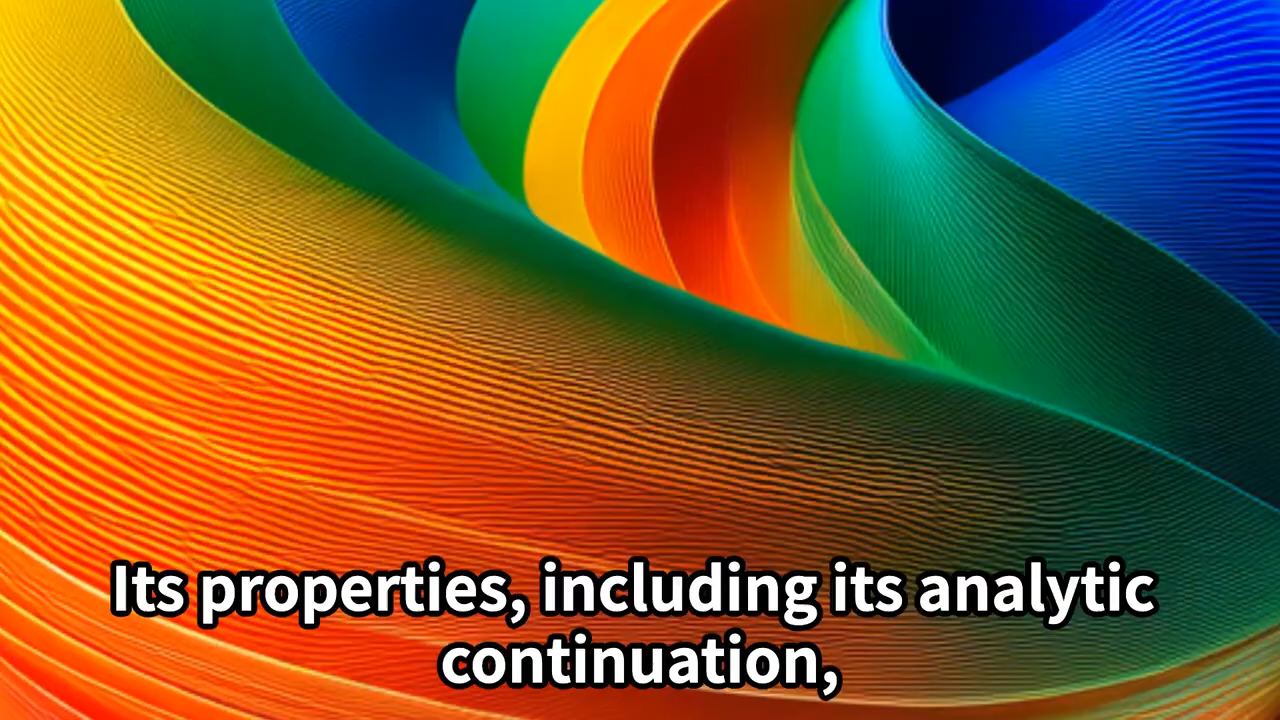 Its properties, including its analytic
continuation,